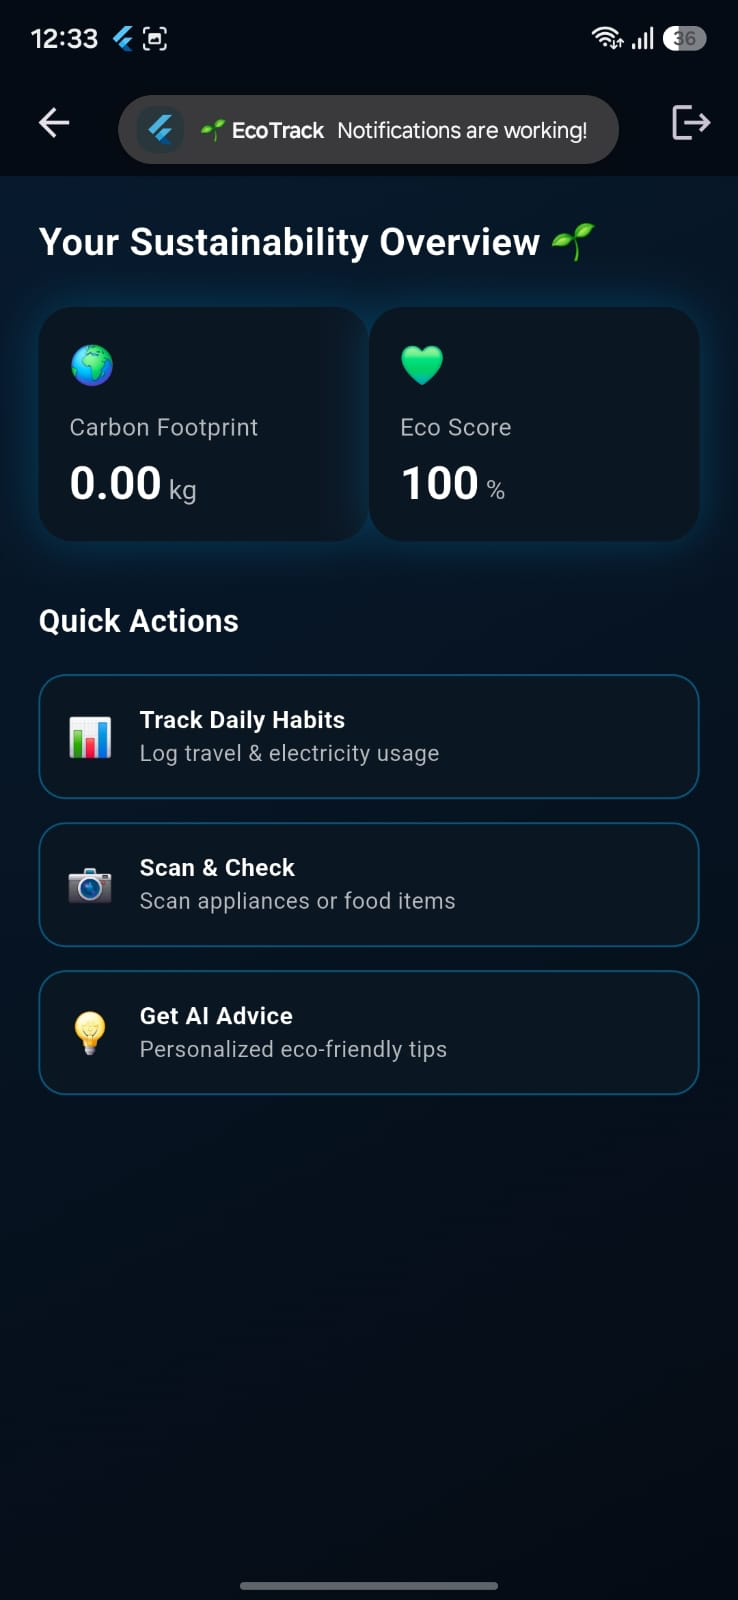 12:33
36
🌱 EcoTrack Notifications are working!
Your Sustainability Overview 🌱
Carbon Footprint
0.00 kg
Eco Score
100 %
Quick Actions
Track Daily Habits
Log travel & electricity usage
Scan & Check
Scan appliances or food items
Get AI Advice
Personalized eco-friendly tips